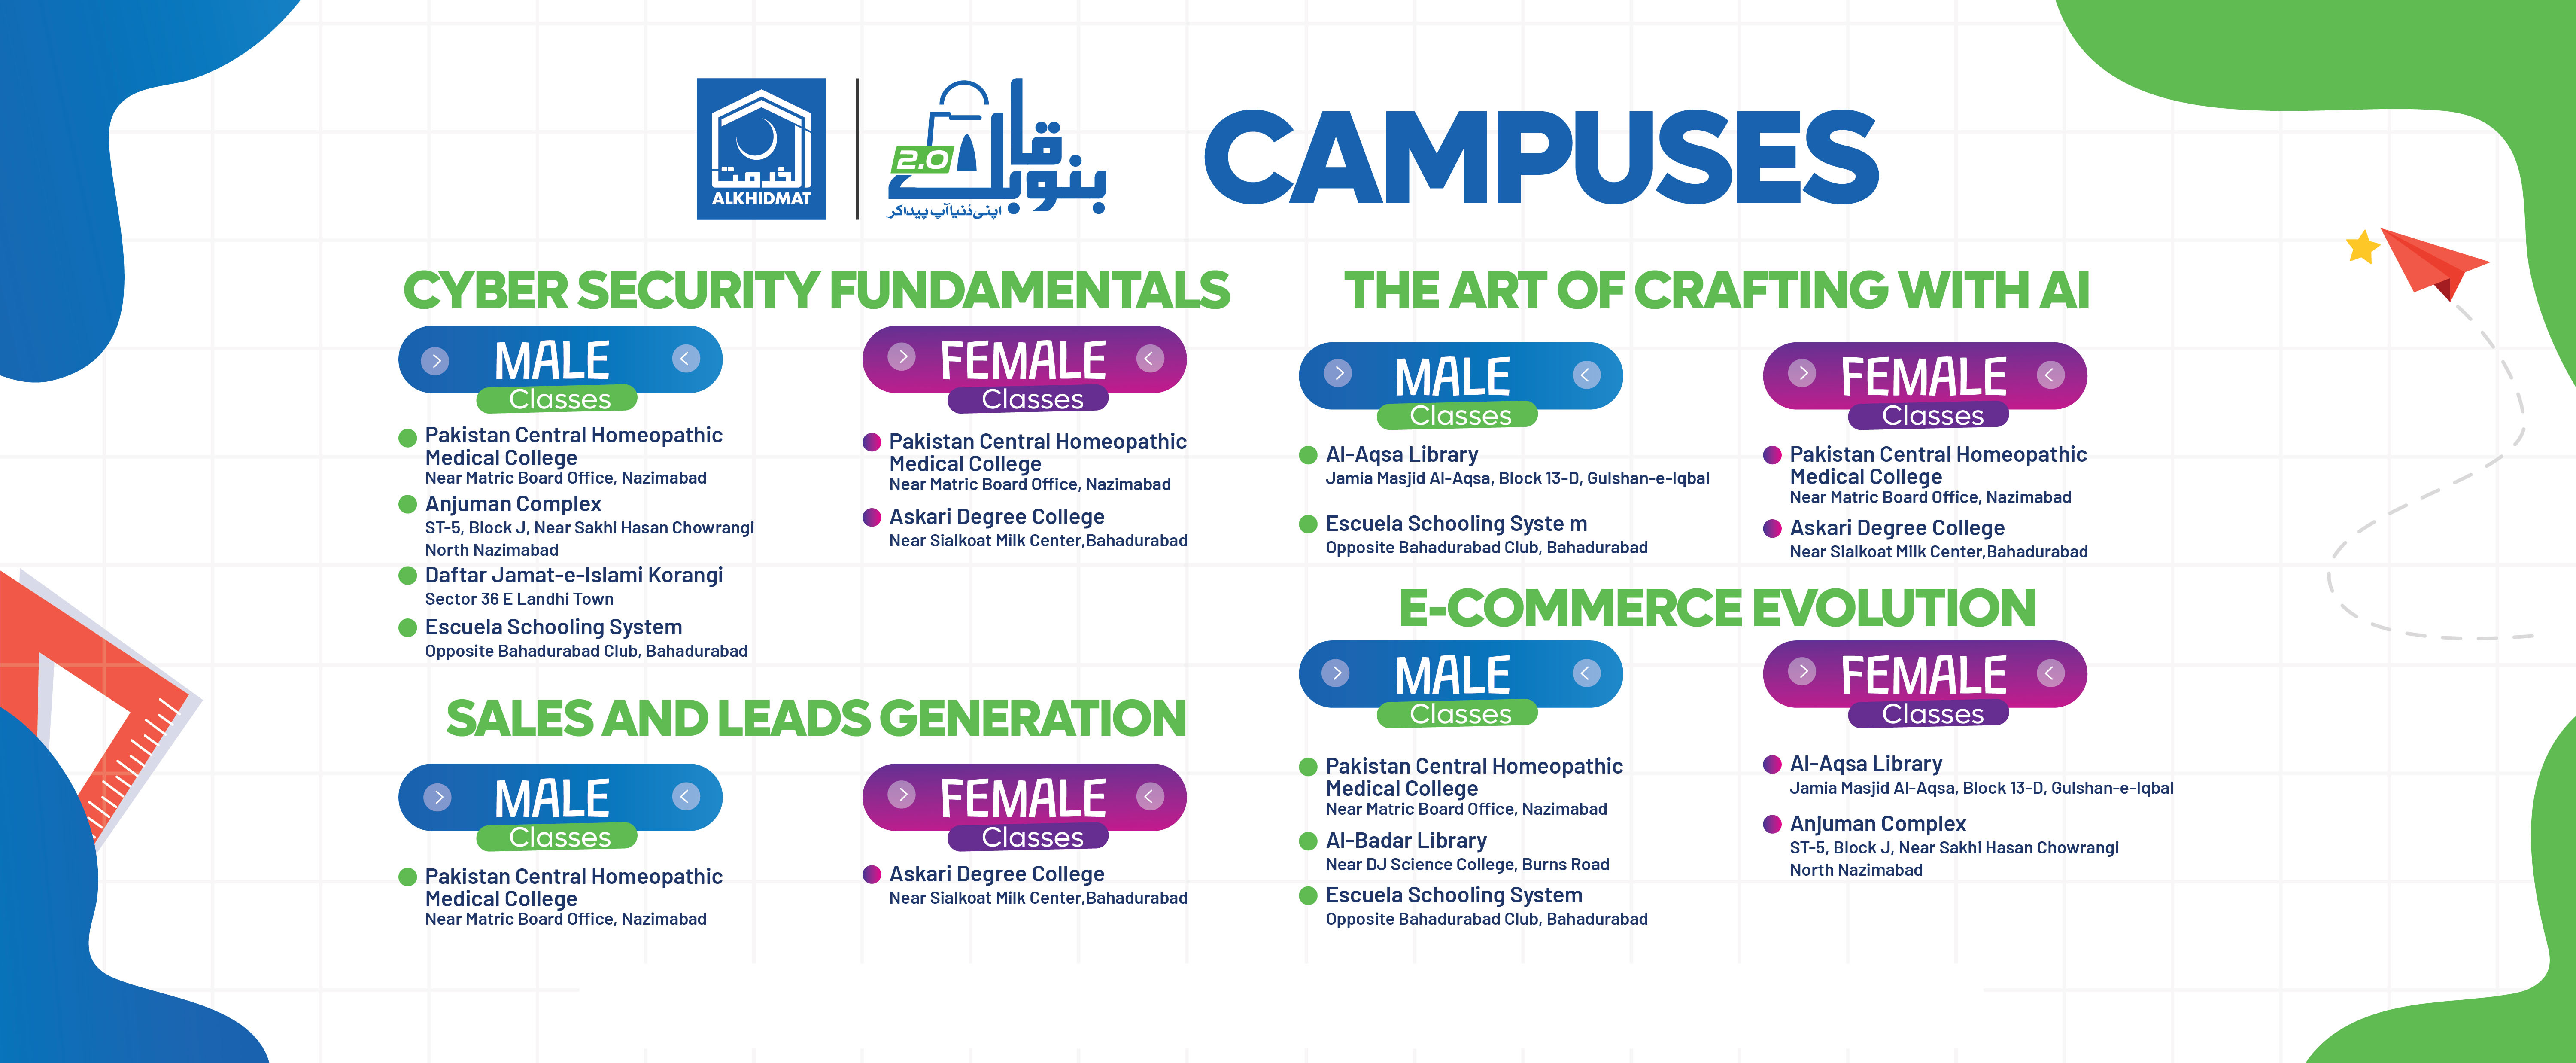 الخدمت
ALKHIDMAT
بنو قابل
2.0
اپنی دُنیا آپ پیدا کر
CAMPUSES
CYBER SECURITY FUNDAMENTALS
MALE
Classes
Pakistan Central Homeopathic
Medical College
Near Matric Board Office, Nazimabad
Anjuman Complex
ST-5, Block J, Near Sakhi Hasan Chowrangi
North Nazimabad
Daftar Jamat-e-Islami Korangi
Sector 36 E Landhi Town
Escuela Schooling System
Opposite Bahadurabad Club, Bahadurabad
FEMALE
Classes
Pakistan Central Homeopathic
Medical College
Near Matric Board Office, Nazimabad
Askari Degree College
Near Sialkoat Milk Center,Bahadurabad
SALES AND LEADS GENERATION
MALE
Classes
Pakistan Central Homeopathic
Medical College
Near Matric Board Office, Nazimabad
FEMALE
Classes
Askari Degree College
Near Sialkoat Milk Center,Bahadurabad
THE ART OF CRAFTING WITH AI
MALE
Classes
Al-Aqsa Library
Jamia Masjid Al-Aqsa, Block 13-D, Gulshan-e-Iqbal
Escuela Schooling Syste m
Opposite Bahadurabad Club, Bahadurabad
FEMALE
Classes
Pakistan Central Homeopathic
Medical College
Near Matric Board Office, Nazimabad
Askari Degree College
Near Sialkoat Milk Center,Bahadurabad
E-COMMERCE EVOLUTION
MALE
Classes
Pakistan Central Homeopathic
Medical College
Near Matric Board Office, Nazimabad
Al-Badar Library
Near DJ Science College, Burns Road
Escuela Schooling System
Opposite Bahadurabad Club, Bahadurabad
FEMALE
Classes
Al-Aqsa Library
Jamia Masjid Al-Aqsa, Block 13-D, Gulshan-e-Iqbal
Anjuman Complex
ST-5, Block J, Near Sakhi Hasan Chowrangi
North Nazimabad